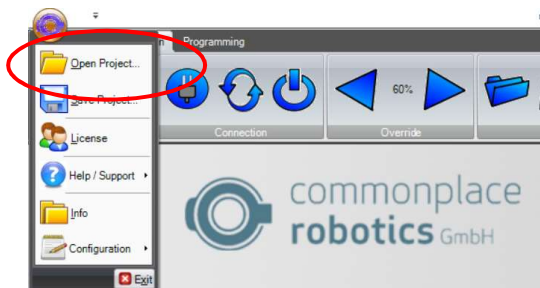 Programming
Open Project...
Save Project...
License
Help / Support
Info
Configuration
Exit
60%
Connection
Override
commonplace
robotics GmbH